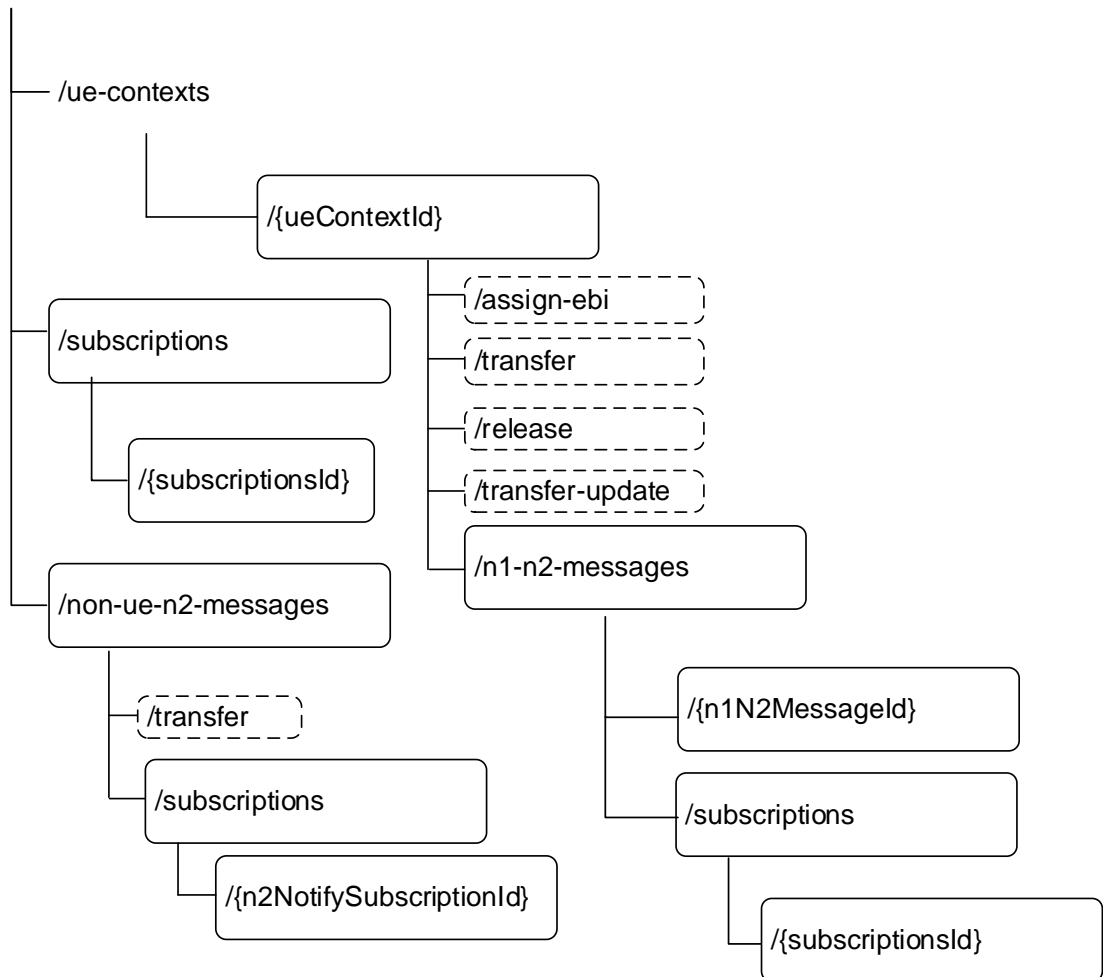 /ue-contexts
/{ueContextId}
/assign-ebi
/subscriptions
/transfer
/release
/{subscriptionsId}
/transfer-update
/n1-n2-messages
/non-ue-n2-messages
/{n1N2MessageId}
/transfer
/subscriptions
/subscriptions
/{n2NotifySubscriptionId}
/{subscriptionsId}